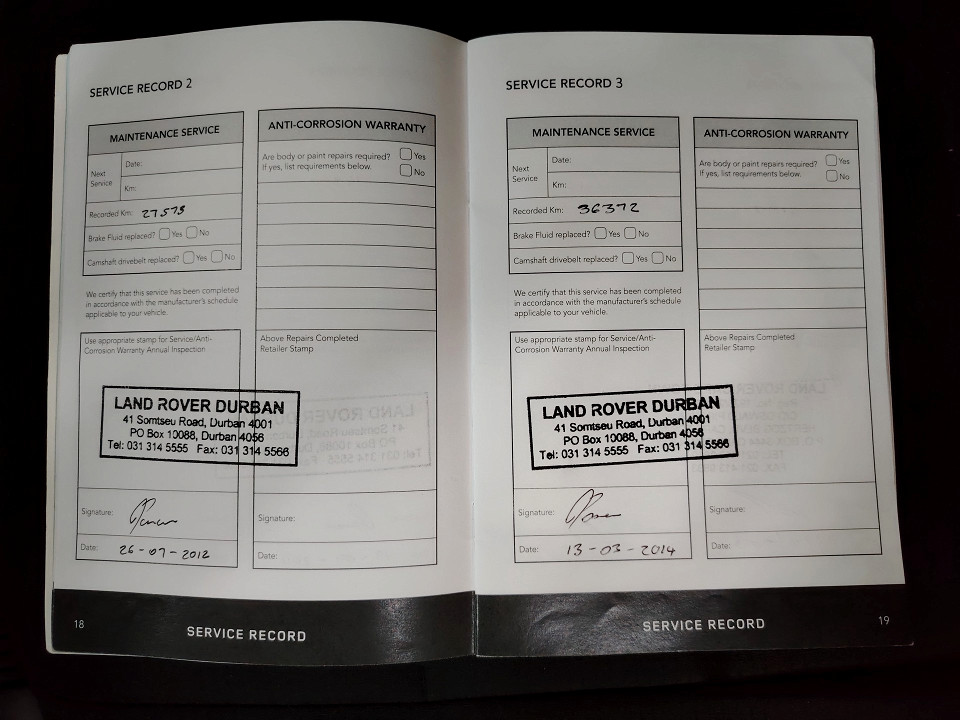 SERVICE RECORD 2
MAINTENANCE SERVICE
Next Service
Date:
Km:
Recorded Km: 27573
Brake Fluid replaced? Yes No
Camshaft drivebelt replaced? Yes No
We certify that this service has been completed
in accordance with the manufacturer's schedule
applicable to your vehicle.
Use appropriate stamp for Service/Anti-
Corrosion Warranty Annual Inspection
LAND ROVER DURBAN
41 Somtseu Road, Durban 4001
PO Box 10088, Durban 4056
Tel: 031 314 5555 Fax: 031 314 5566
Signature:
Date: 26-07-2012
ANTI-CORROSION WARRANTY
Are body or paint repairs required? Yes
If yes, list requirements below. No
Above Repairs Completed
Retailer Stamp
Signature:
Date:
18
SERVICE RECORD
SERVICE RECORD 3
MAINTENANCE SERVICE
Next Service
Date:
Km:
Recorded Km: 36372
Brake Fluid replaced? Yes No
Camshaft drivebelt replaced? Yes No
We certify that this service has been completed
in accordance with the manufacturer's schedule
applicable to your vehicle.
Use appropriate stamp for Service/Anti-
Corrosion Warranty Annual Inspection
LAND ROVER DURBAN
41 Somtseu Road, Durban 4001
PO Box 10088, Durban 4056
Tel: 031 314 5555 Fax: 031 314 5566
Signature:
Date: 13-03-2014
ANTI-CORROSION WARRANTY
Are body or paint repairs required? Yes
If yes, list requirements below. No
Above Repairs Completed
Retailer Stamp
Signature:
Date:
SERVICE RECORD
19